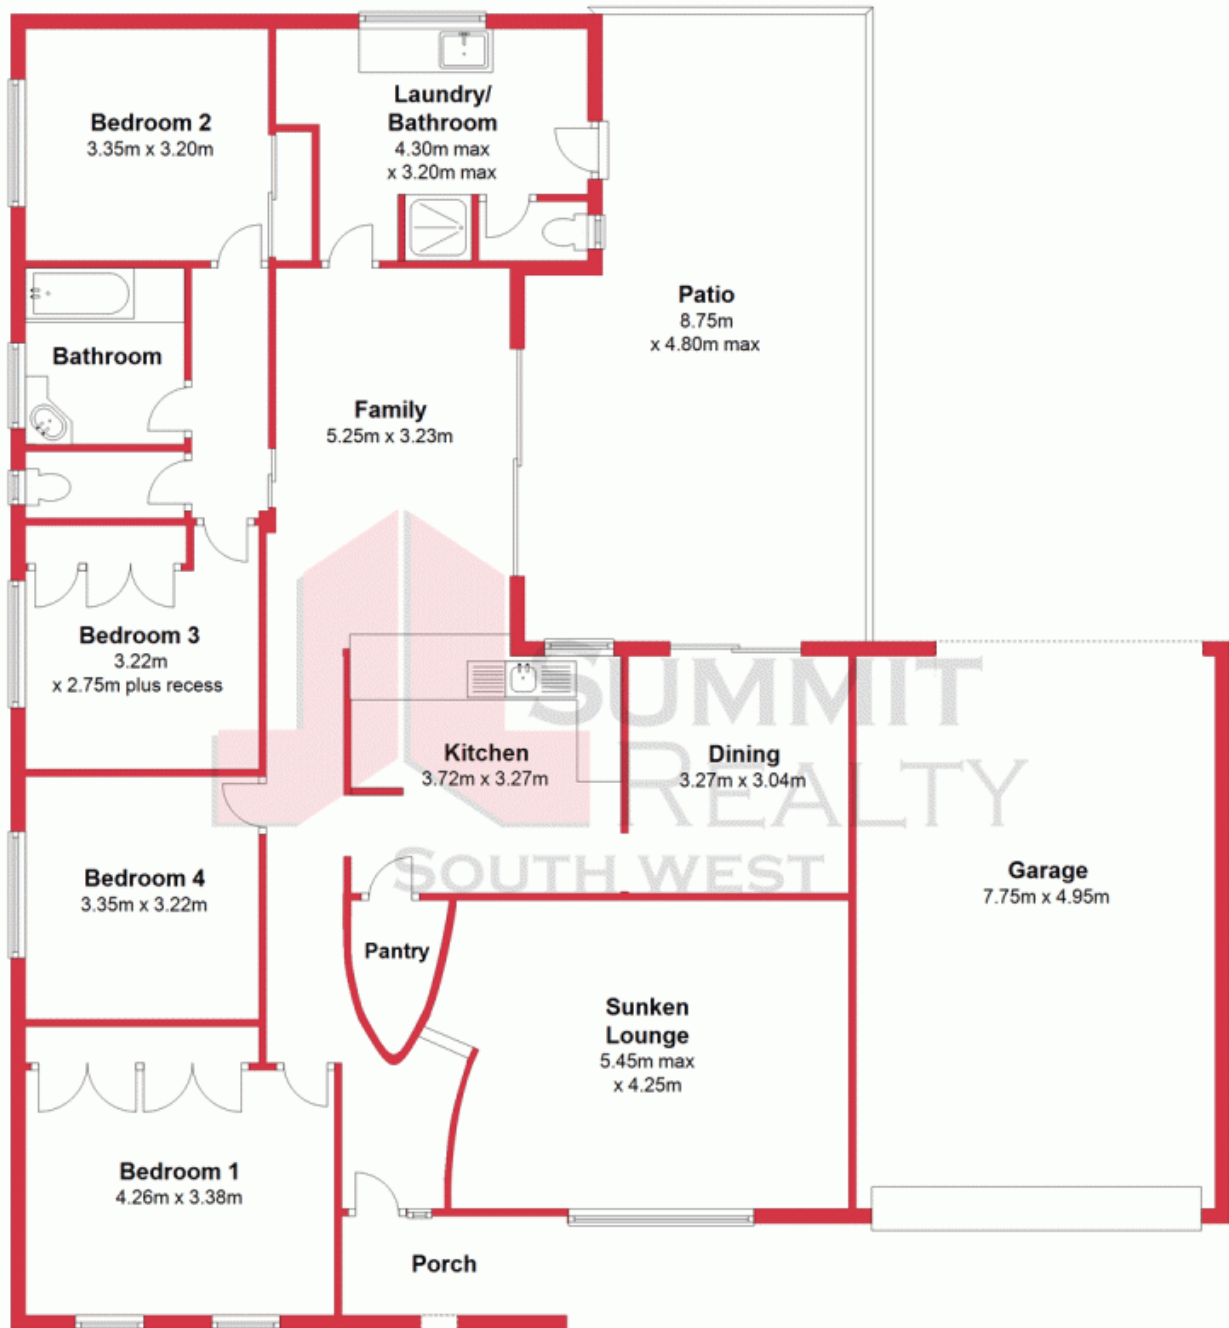 Bedroom 2
3.35m x 3.20m
Laundry/
Bathroom
4.30m max
x 3.20m max
Patio
8.75m
x 4.80m max
Bathroom
Family
5.25m x 3.23m
Bedroom 3
3.22m
x 2.75m plus recess
Kitchen
3.72m x 3.27m
Dining
3.27m x 3.04m
SUMMIT
REALTY
SOUTH WEST
Bedroom 4
3.35m x 3.22m
Garage
7.75m x 4.95m
Pantry
Sunken
Lounge
5.45m max
x 4.25m
Bedroom 1
4.26m x 3.38m
Porch